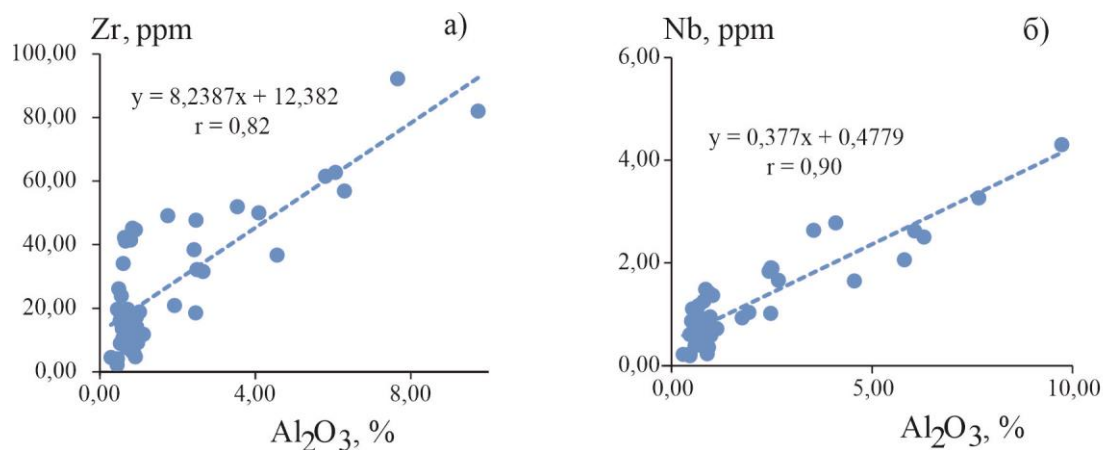 Zr, ppm
а)
100,00
80,00
60,00
40,00
20,00
0,00
y = 8,2387x + 12,382
r = 0,82
0,00
4,00
8,00
Al₂O₃, %
Nb, ppm
б)
6,00
4,00
2,00
0,00
y = 0,377x + 0,4779
r = 0,90
0,00
5,00
10,00
Al₂O₃, %